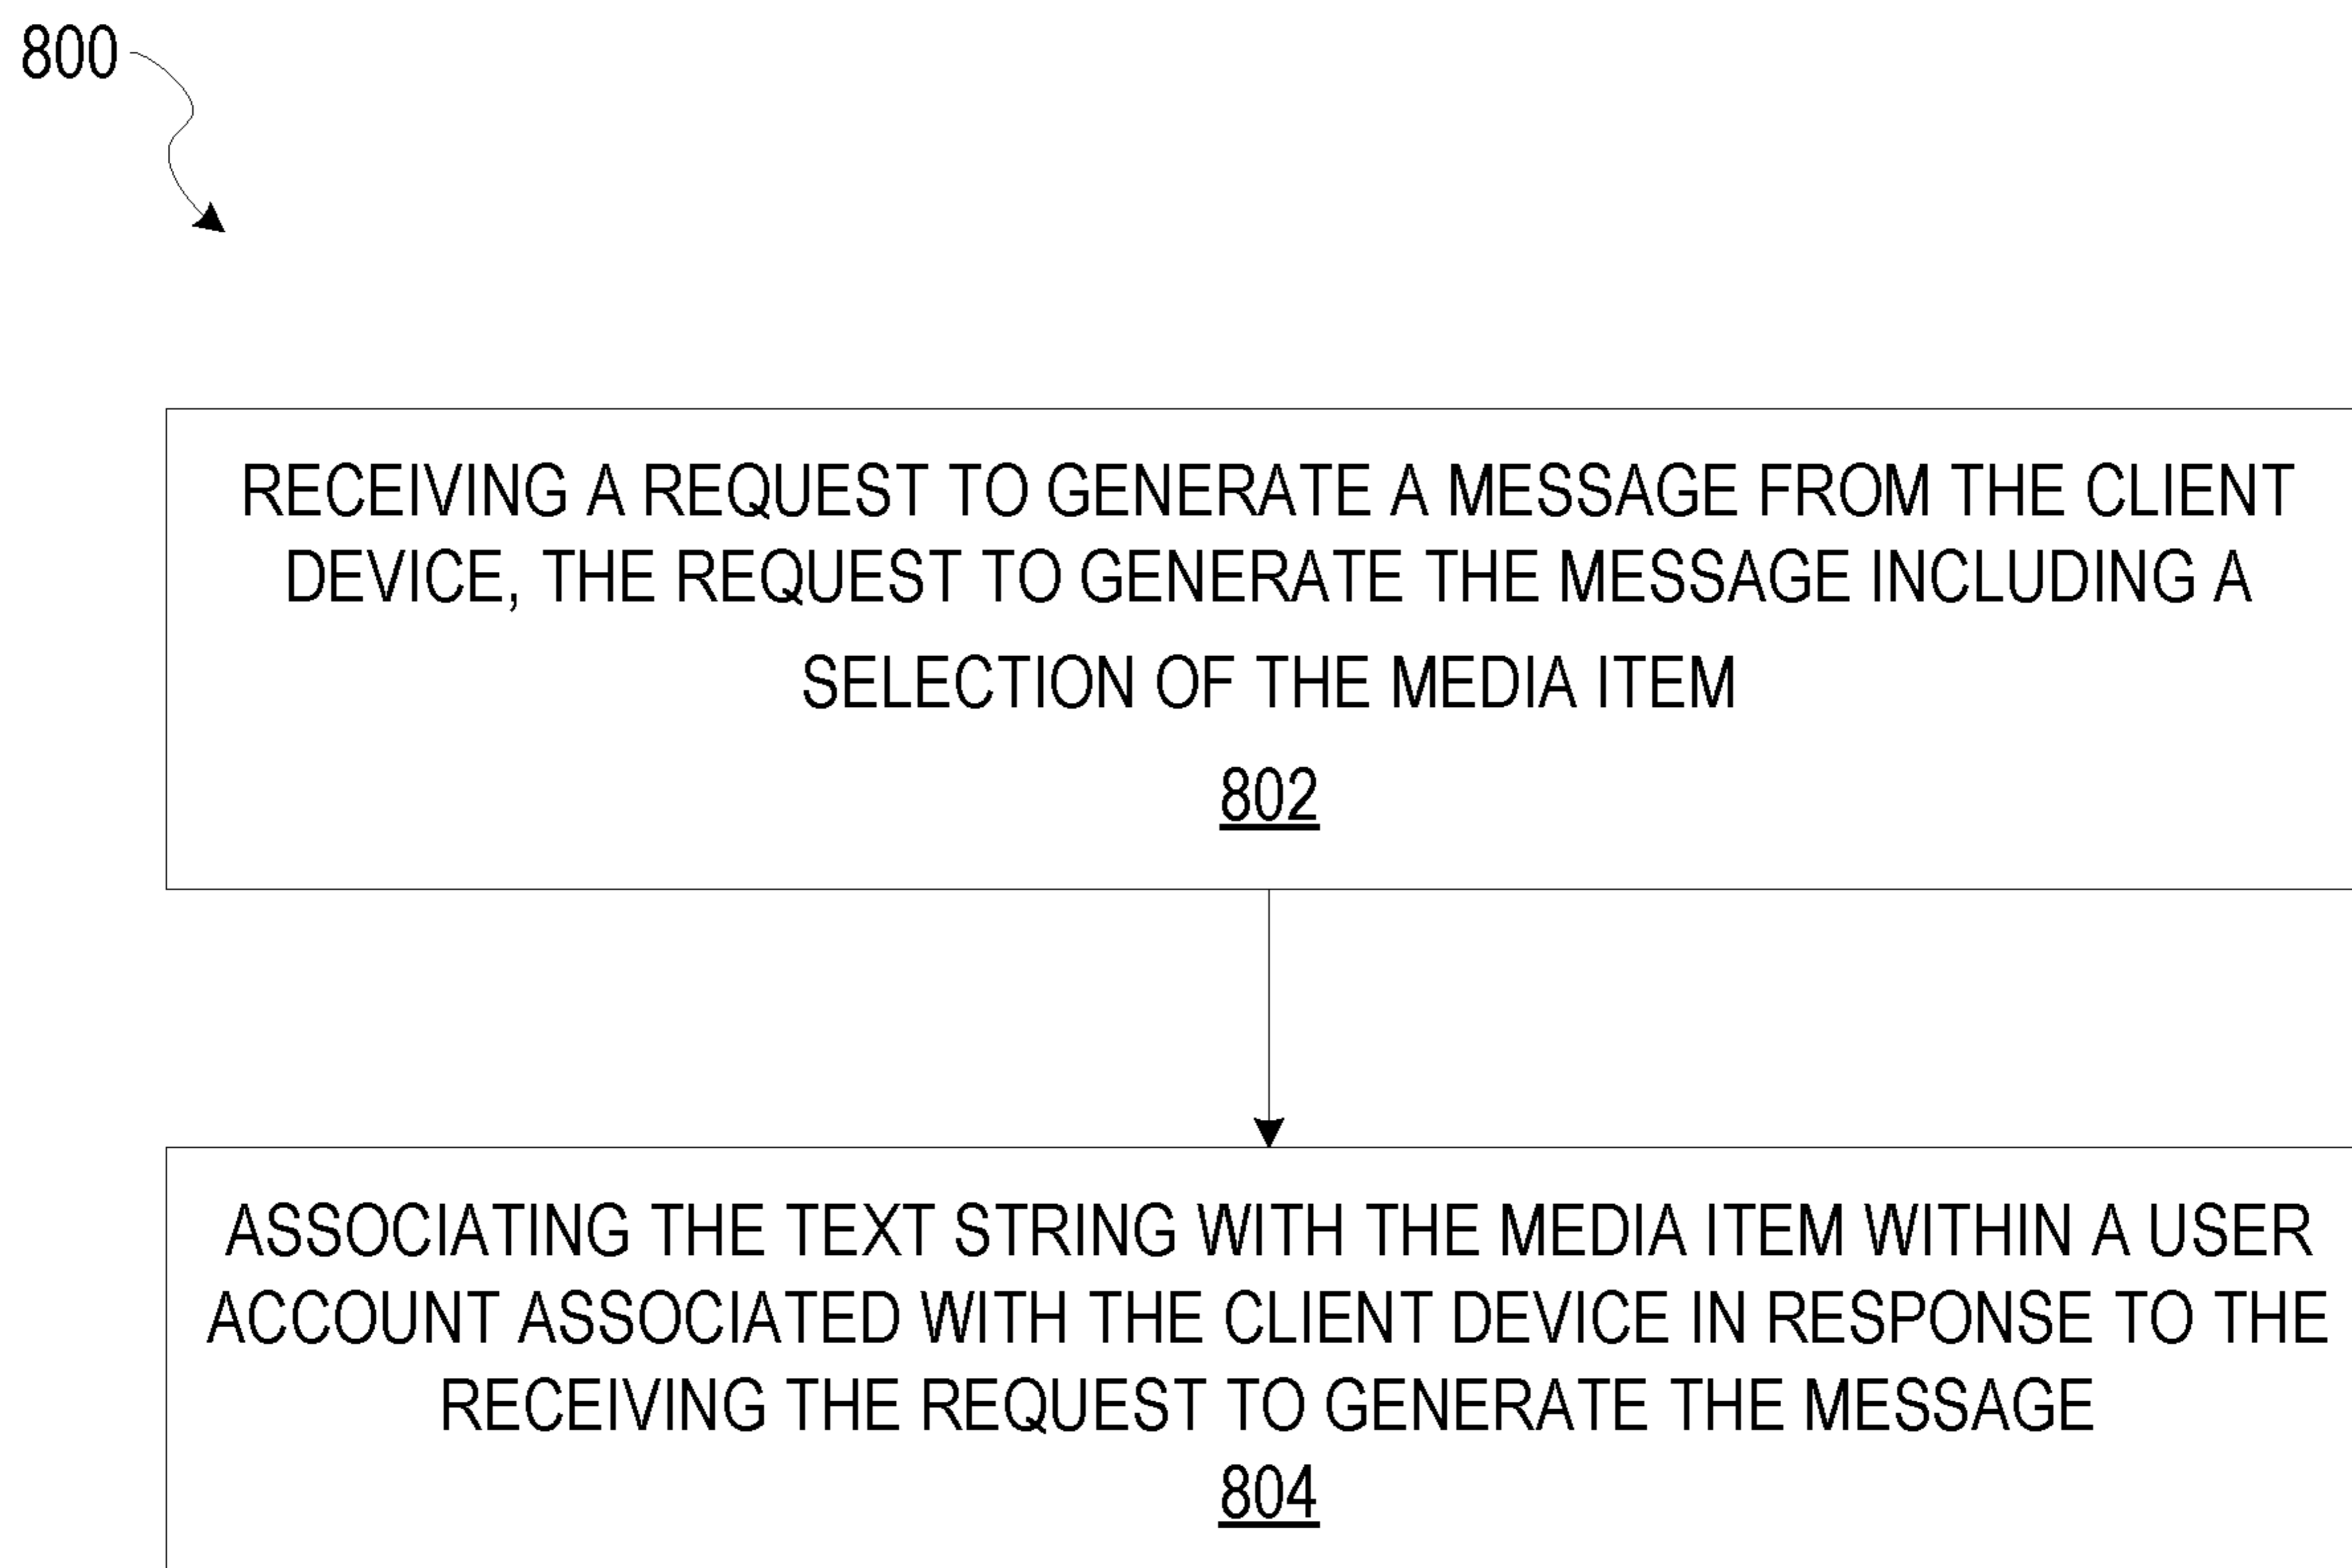 800
RECEIVING A REQUEST TO GENERATE A MESSAGE FROM THE CLIENT
DEVICE, THE REQUEST TO GENERATE THE MESSAGE INCLUDING A
SELECTION OF THE MEDIA ITEM
802
ASSOCIATING THE TEXT STRING WITH THE MEDIA ITEM WITHIN A USER
ACCOUNT ASSOCIATED WITH THE CLIENT DEVICE IN RESPONSE TO THE
RECEIVING THE REQUEST TO GENERATE THE MESSAGE
804